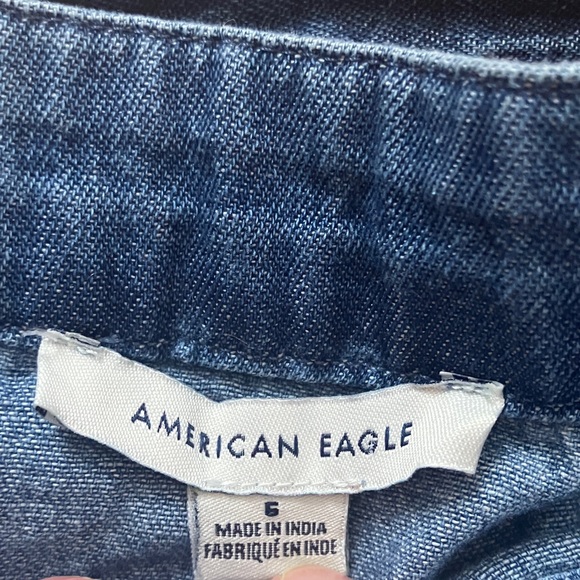 AMERICAN EAGLE
6
MADE IN INDIA
FABRIQUÉ EN INDE